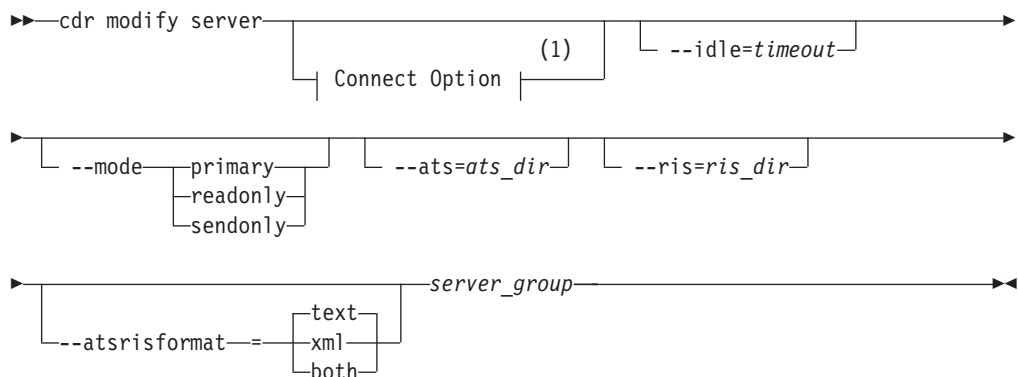 cdr modify server
(1)
Connect Option
--idle=timeout
--mode primary
readonly
sendonly
--ats=ats_dir
--ris=ris_dir
server_group
--atsrisformat = text
xml
both